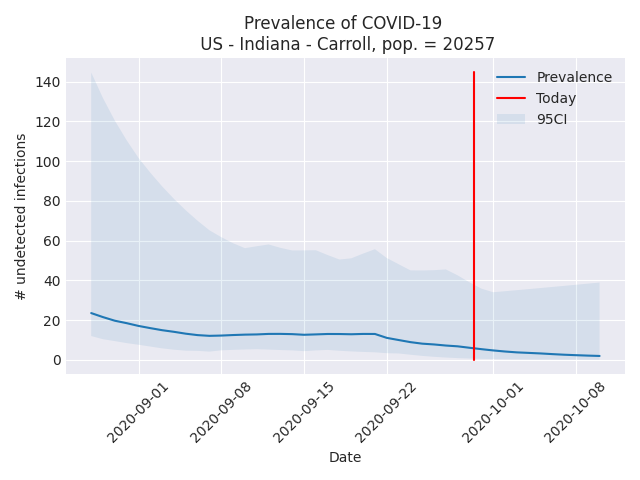 Prevalence of COVID-19
US - Indiana - Carroll, pop. = 20257
Prevalence
Today
95CI
140
120
100
80
60
40
20
0
# undetected infections
2020-09-01
2020-09-08
2020-09-15
2020-09-22
2020-10-01
2020-10-08
Date